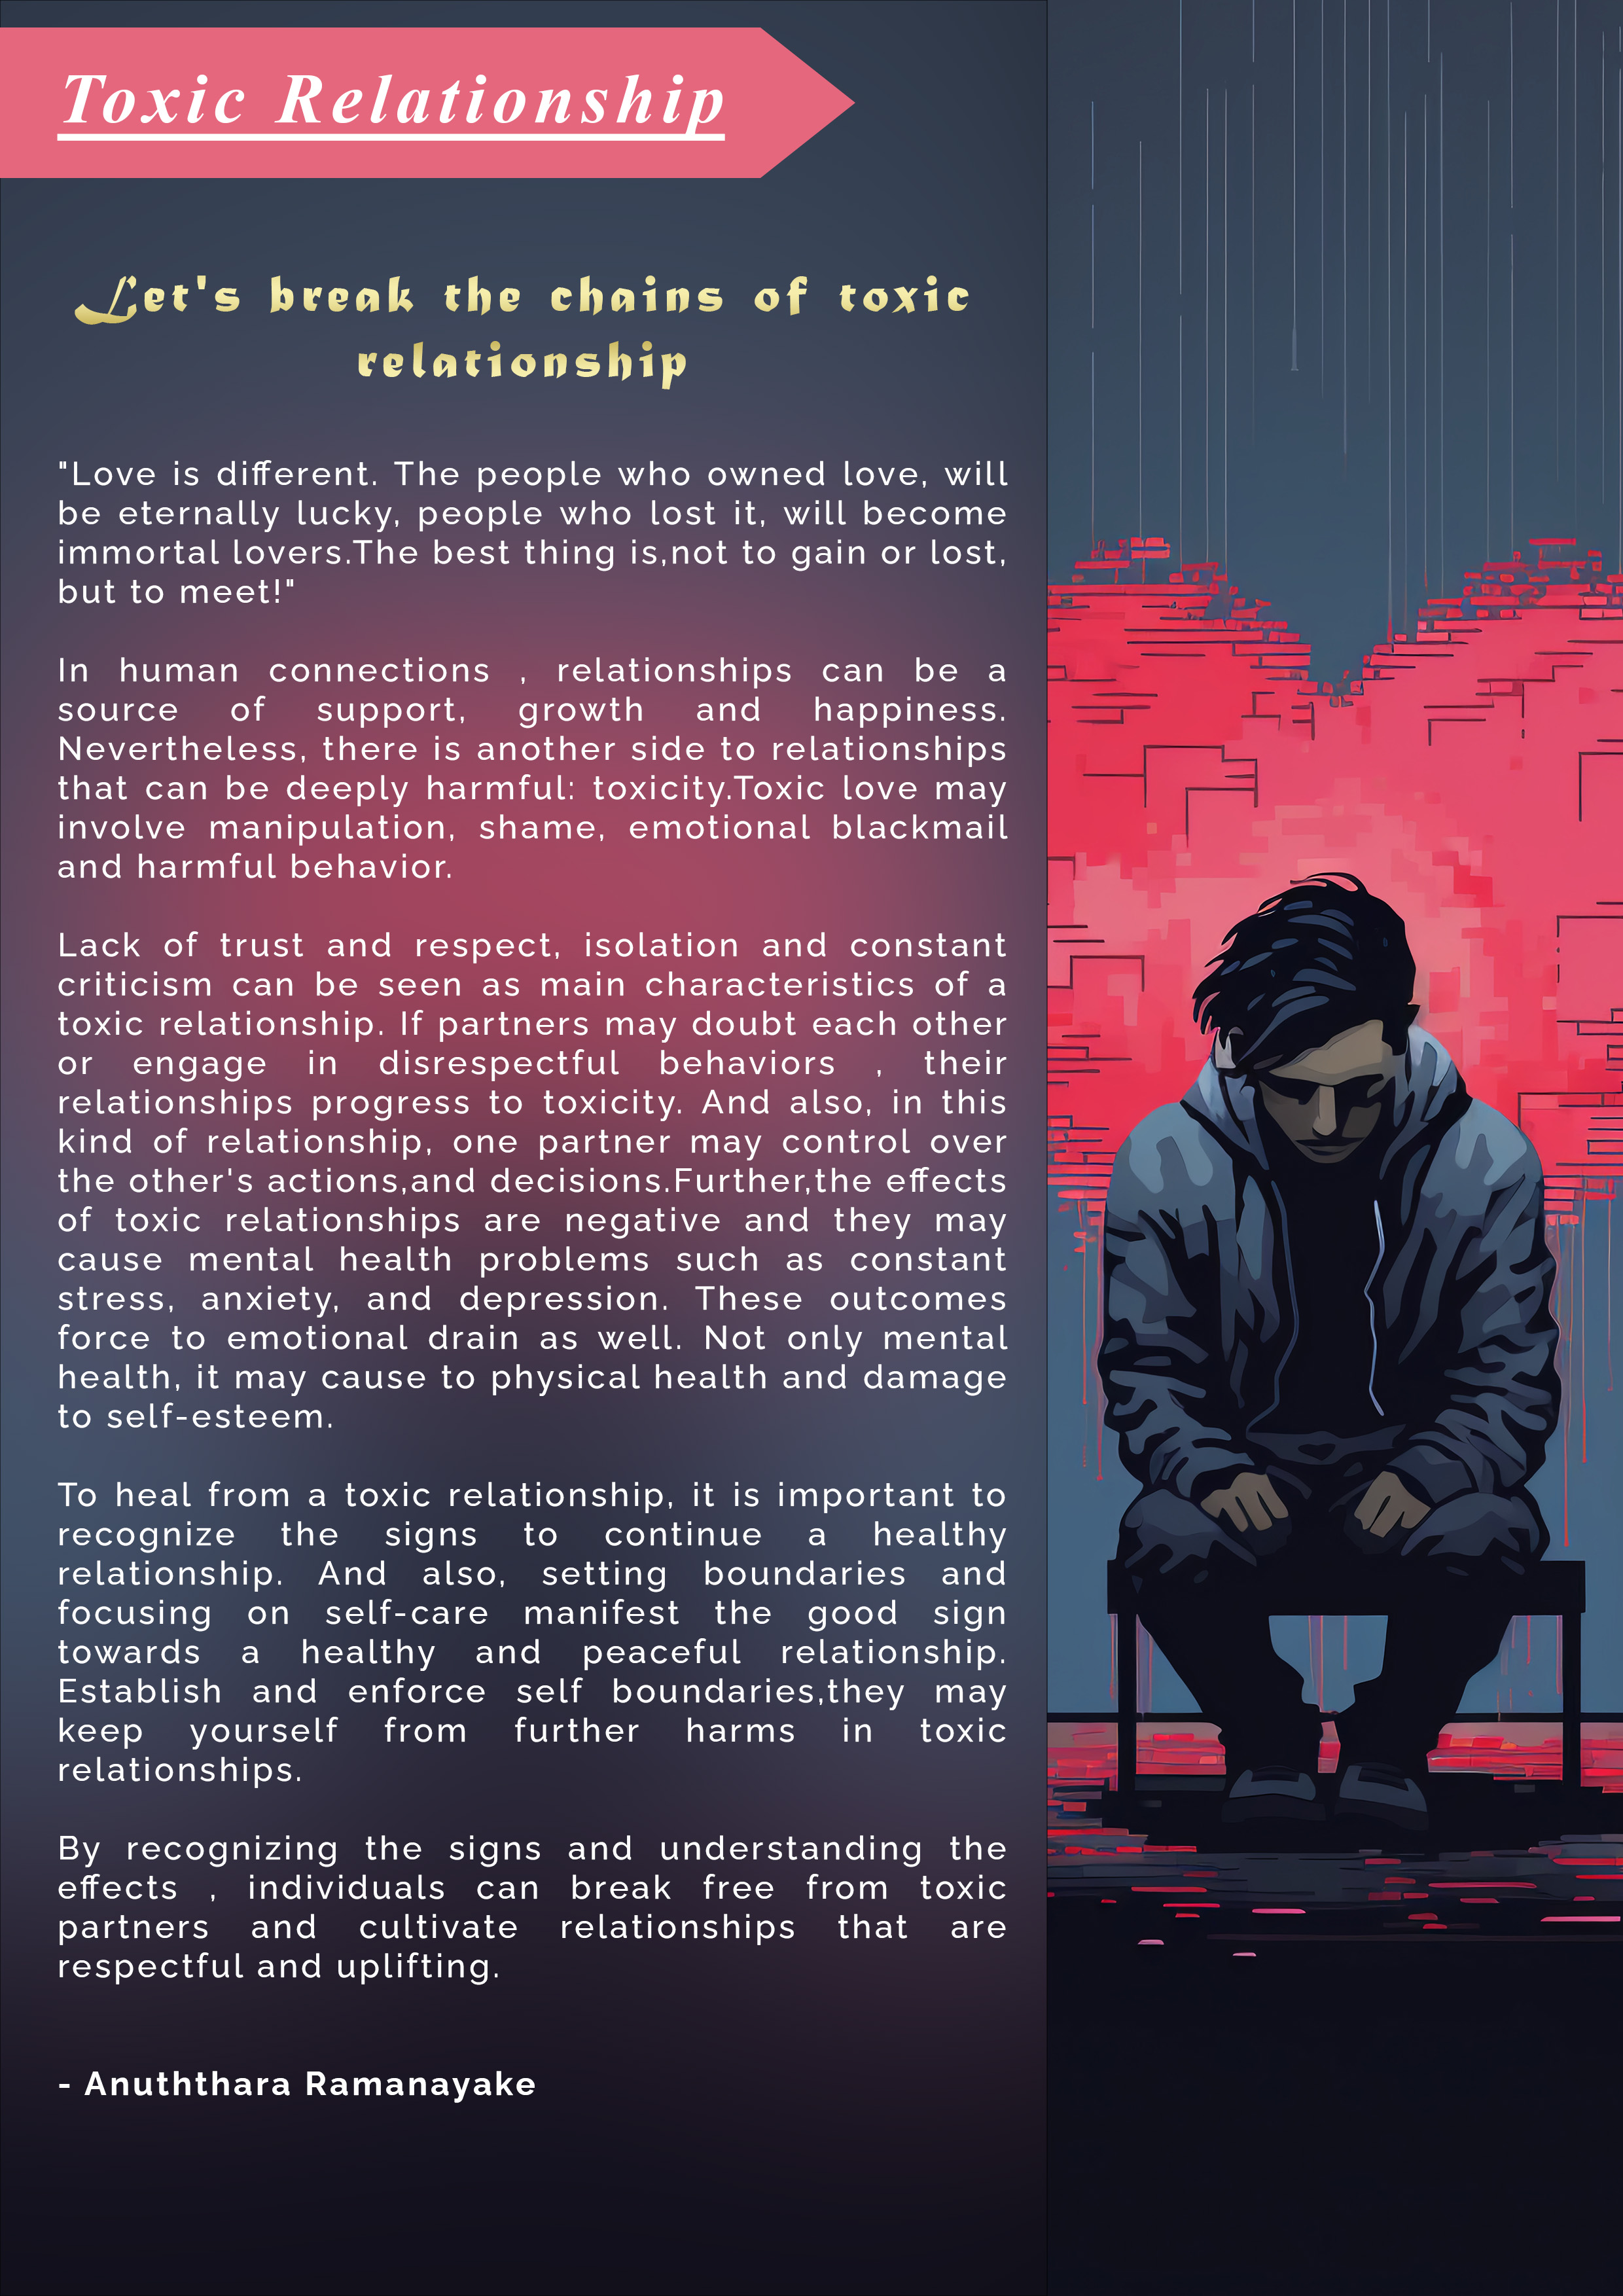 Toxic Relationship
Let's break the chains of toxic
relationship
"Love is different. The people who owned love, will
be eternally lucky, people who lost it, will become
immortal lovers.The best thing is,not to gain or lost,
but to meet!"
In human connections , relationships can be a
source of support, growth and happiness.
Nevertheless, there is another side to relationships
that can be deeply harmful: toxicity.Toxic love may
involve manipulation, shame, emotional blackmail
and harmful behavior.
Lack of trust and respect, isolation and constant
criticism can be seen as main characteristics of a
toxic relationship. If partners may doubt each other
or engage in disrespectful behaviors , their
relationships progress to toxicity. And also, in this
kind of relationship, one partner may control over
the other's actions,and decisions.Further,the effects
of toxic relationships are negative and they may
cause mental health problems such as constant
stress, anxiety, and depression. These outcomes
force to emotional drain as well. Not only mental
health, it may cause to physical health and damage
to self-esteem.
To heal from a toxic relationship, it is important to
recognize the signs to continue a healthy
relationship. And also, setting boundaries and
focusing on self-care manifest the good sign
towards a healthy and peaceful relationship.
Establish and enforce self boundaries,they may
keep yourself from further harms in toxic
relationships.
By recognizing the signs and understanding the
effects , individuals can break free from toxic
partners and cultivate relationships that are
respectful and uplifting.
- Anuththara Ramanayake